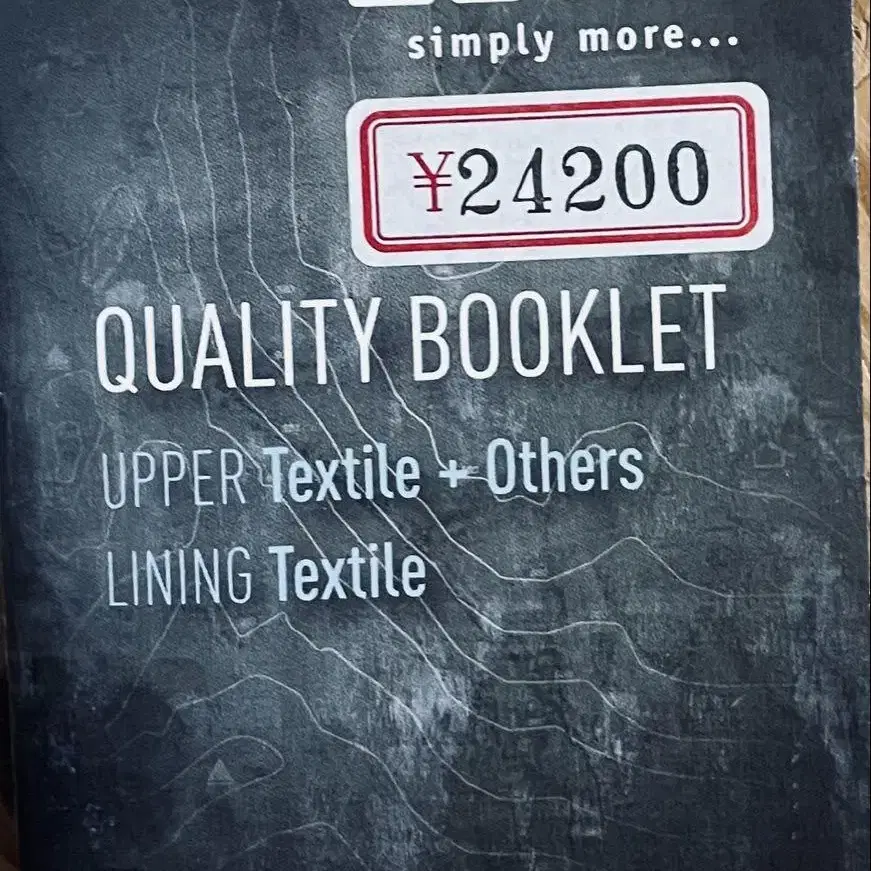 simply more...
¥24200
QUALITY BOOKLET
UPPER Textile + Others
LINING Textile